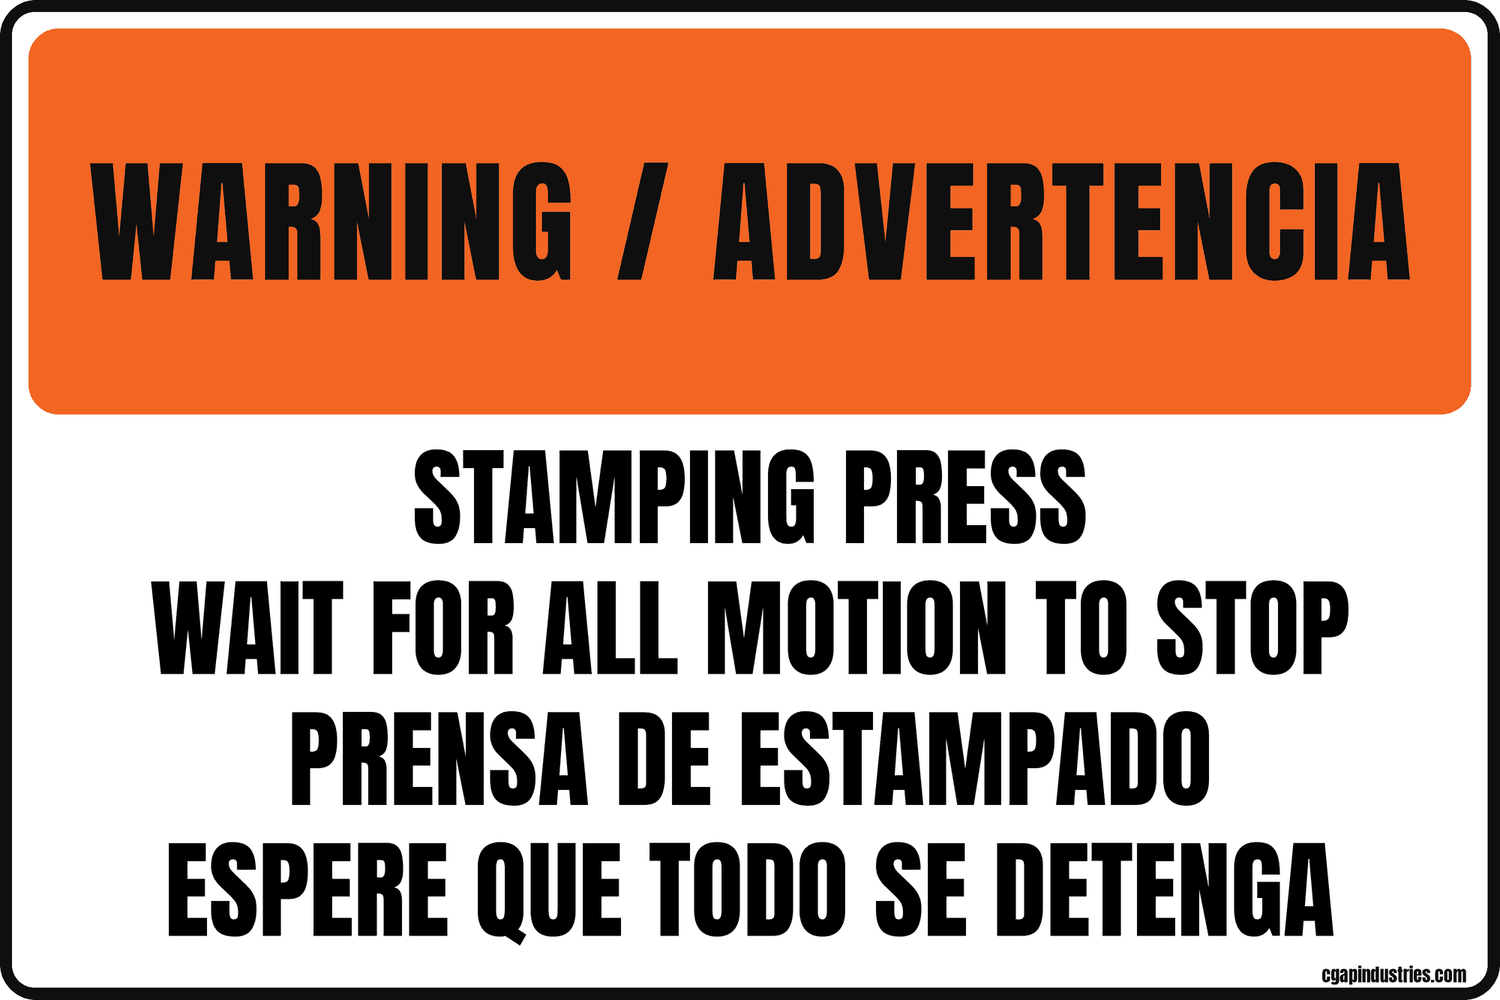 WARNING / ADVERTENCIA
STAMPING PRESS
WAIT FOR ALL MOTION TO STOP
PRENSA DE ESTAMPADO
ESPERE QUE TODO SE DETENGA
cgapindustries.com